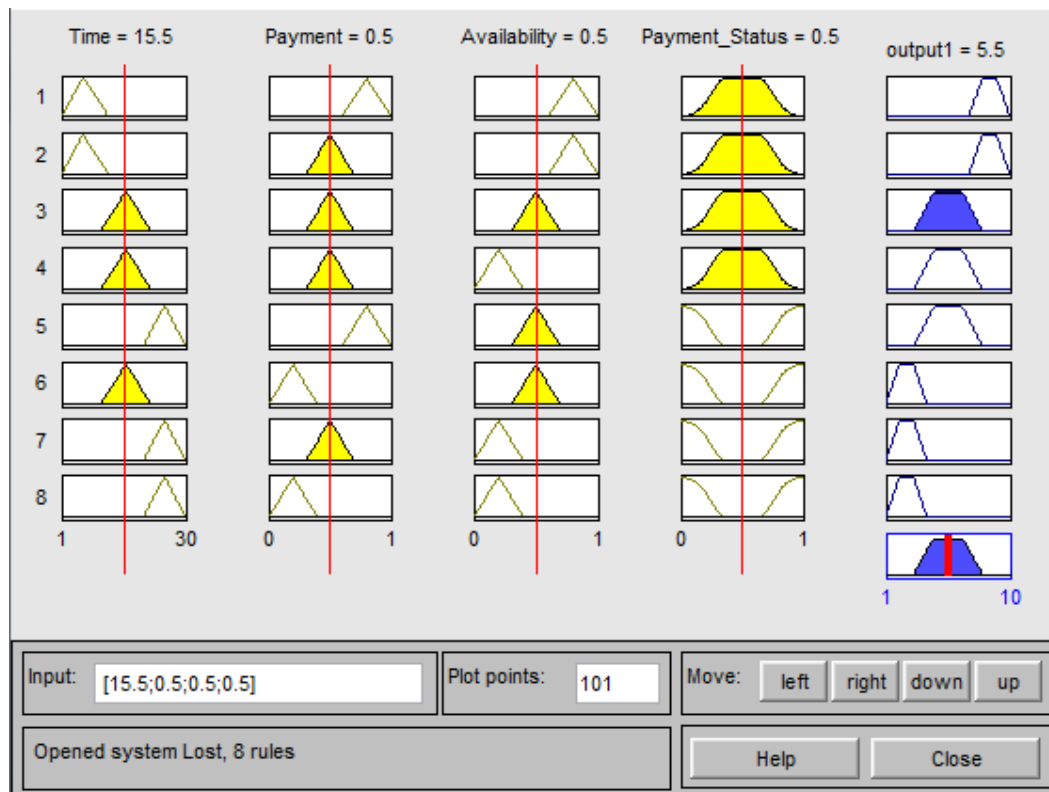 Time = 15.5 Payment = 0.5 Availability = 0.5 Payment_Status = 0.5 output1 = 5.5
1
2
3
4
5
6
7
8
1 30 0 1 0 1 0 1
1 10
Input: [15.5;0.5;0.5;0.5] Plot points: 101 Move: left right down up
Opened system Lost, 8 rules Help Close